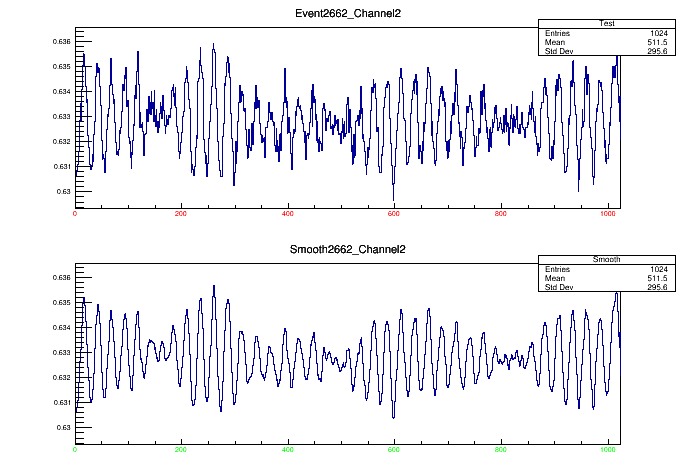 Event2662_Channel2
Test
Entries 1024
Mean 511.5
Std Dev 295.6
0.636
0.635
0.634
0.633
0.632
0.631
0.63
0 200 400 600 800 1000
Smooth2662_Channel2
Smooth
Entries 1024
Mean 511.5
Std Dev 295.6
0.636
0.635
0.634
0.633
0.632
0.631
0.63
0 200 400 600 800 1000